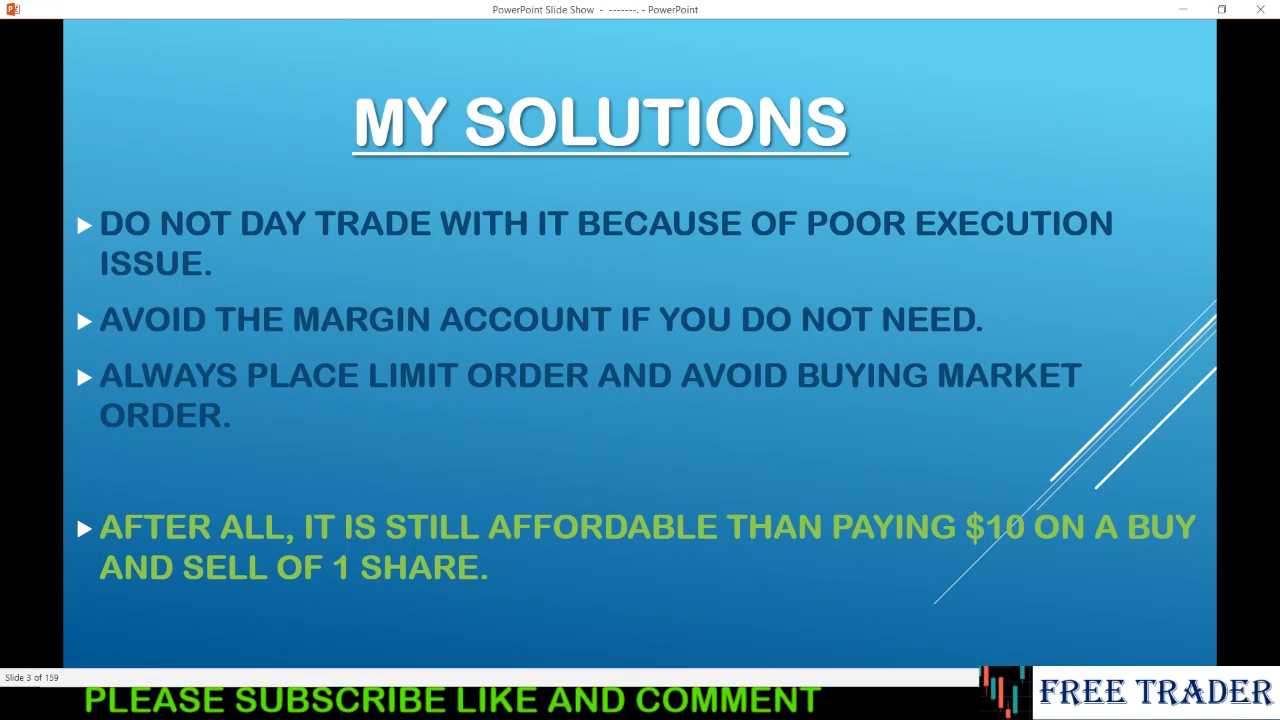 PowerPoint Slide Show - -------. - PowerPoint
MY SOLUTIONS
DO NOT DAY TRADE WITH IT BECAUSE OF POOR EXECUTION
ISSUE.
AVOID THE MARGIN ACCOUNT IF YOU DO NOT NEED.
ALWAYS PLACE LIMIT ORDER AND AVOID BUYING MARKET
ORDER.
AFTER ALL, IT IS STILL AFFORDABLE THAN PAYING $10 ON A BUY
AND SELL OF 1 SHARE.
Slide 3 of 159
PLEASE SUBSCRIBE LIKE AND COMMENT
FREE TRADER